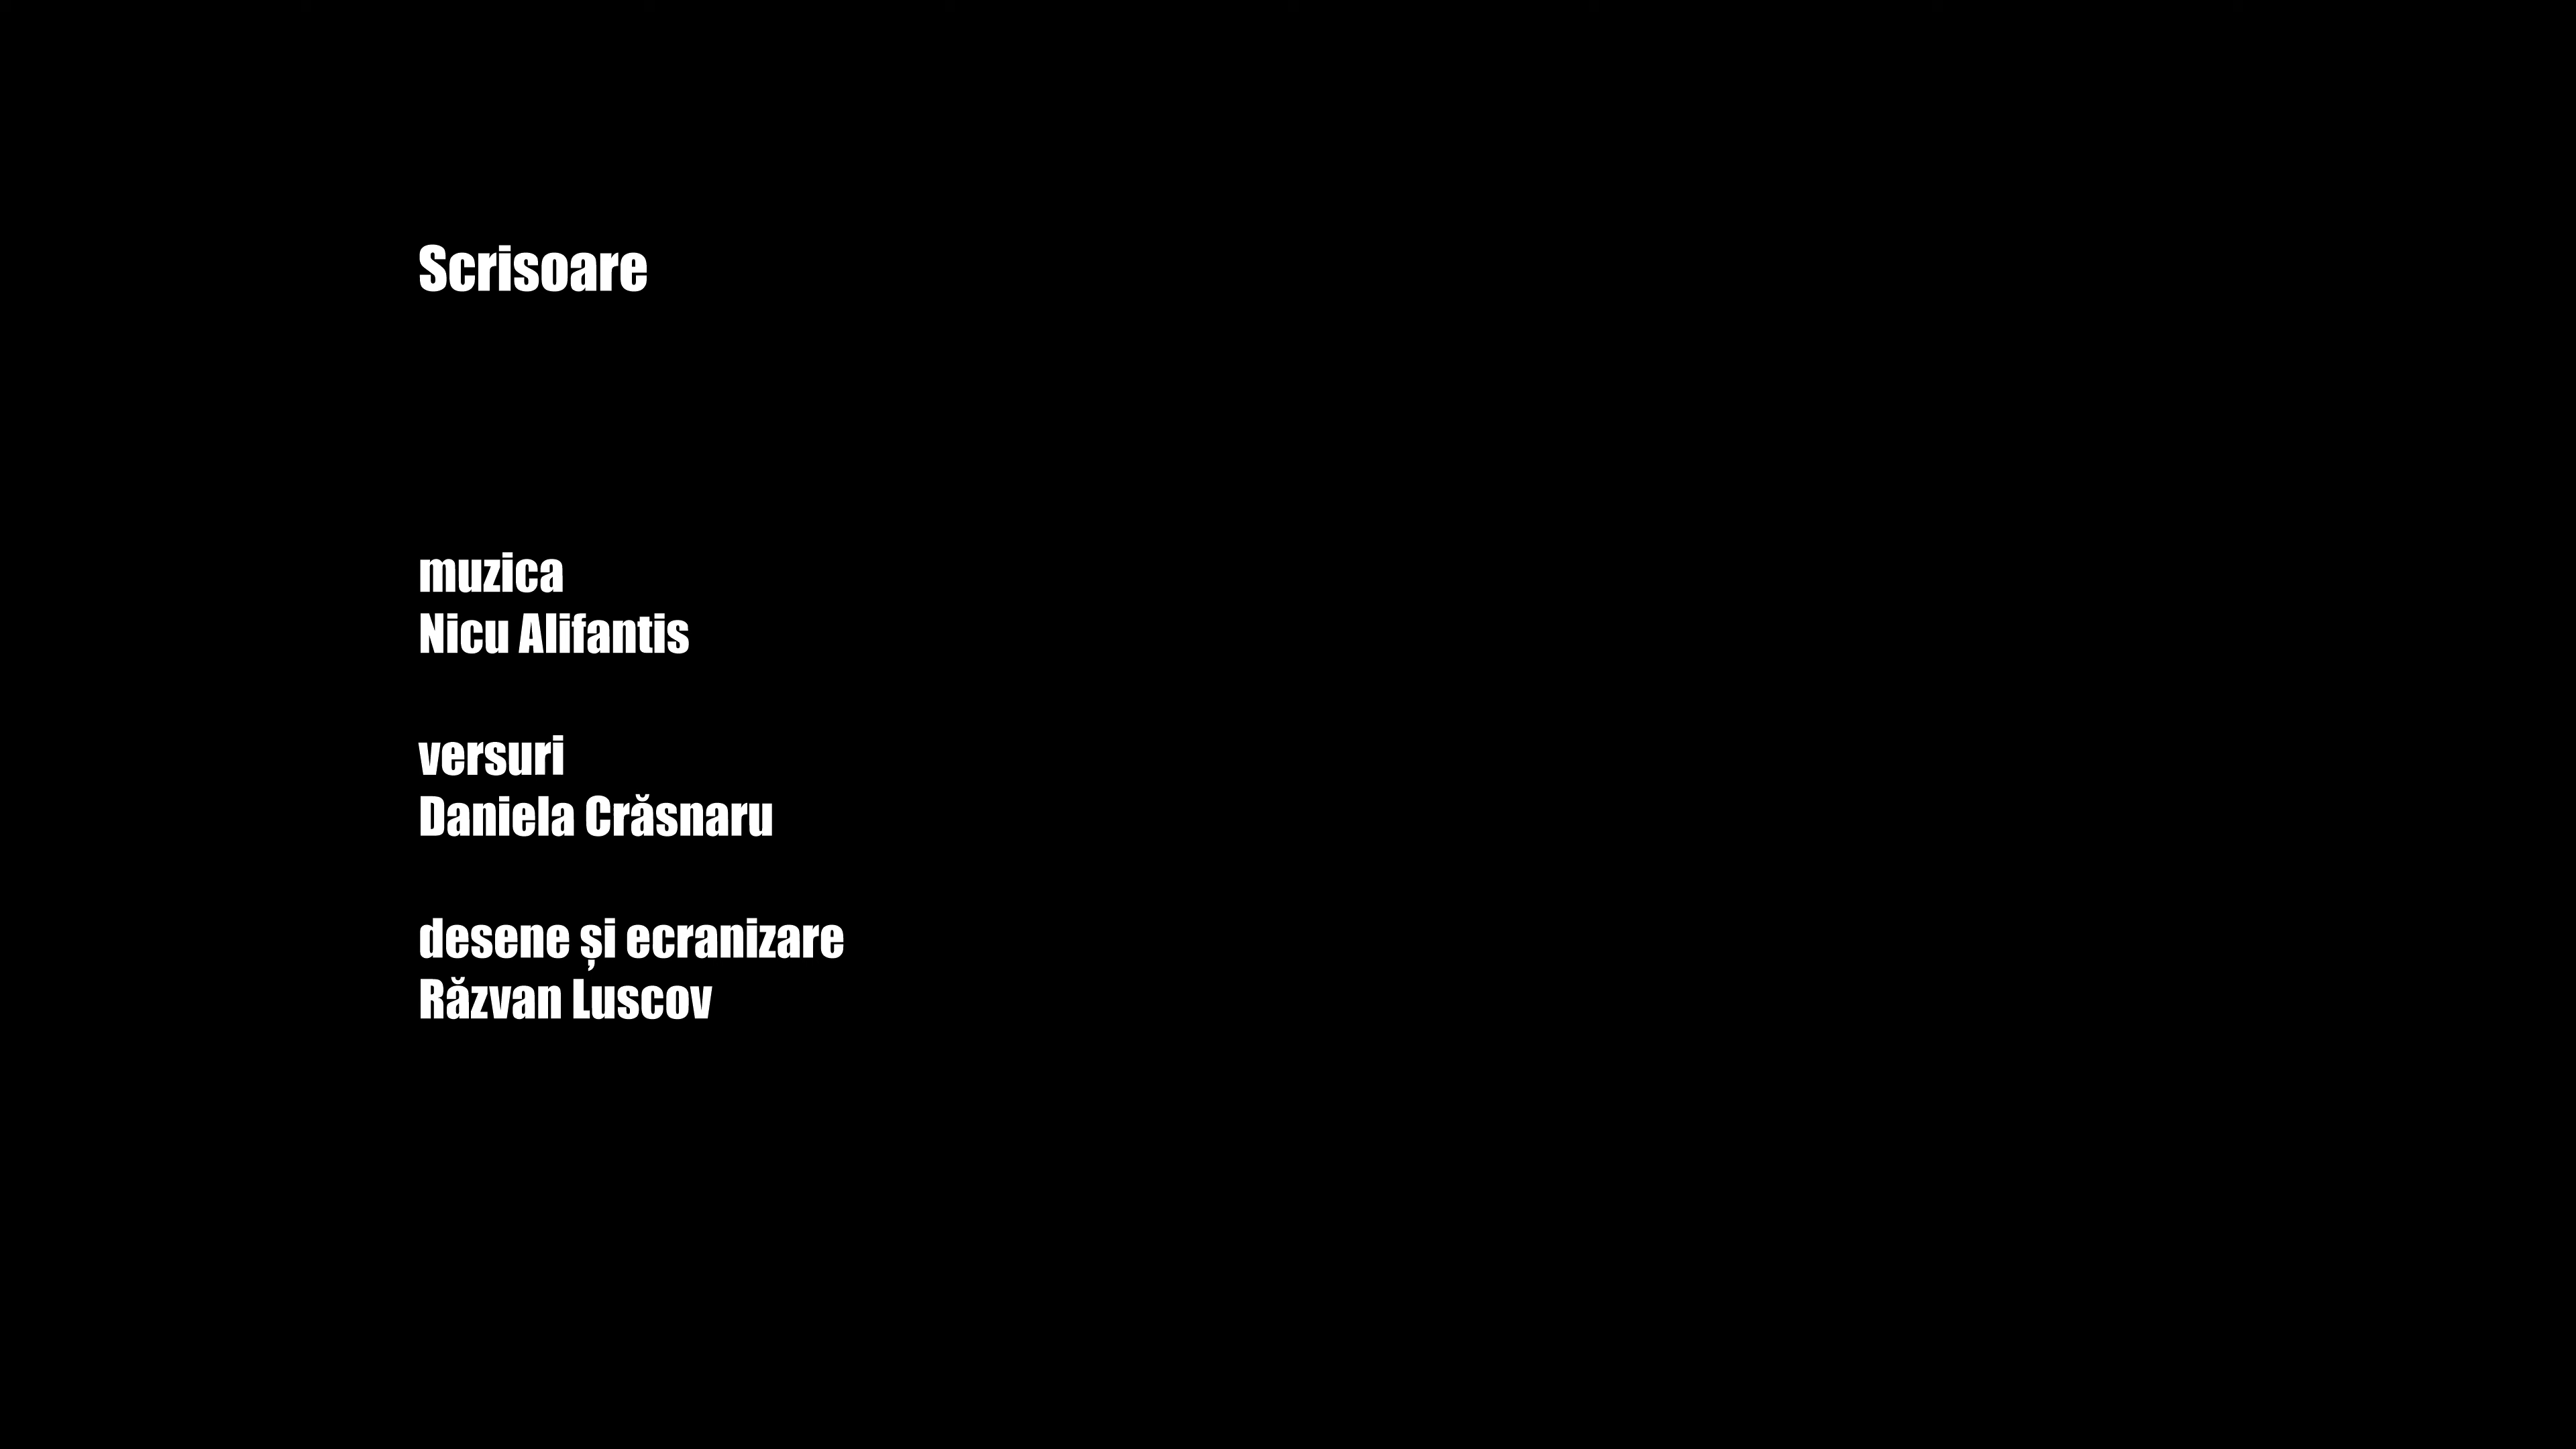 Scrisoare
muzica
Nicu Alifantis
versuri
Daniela Crăsnaru
desene și ecranizare
Răzvan Luscov